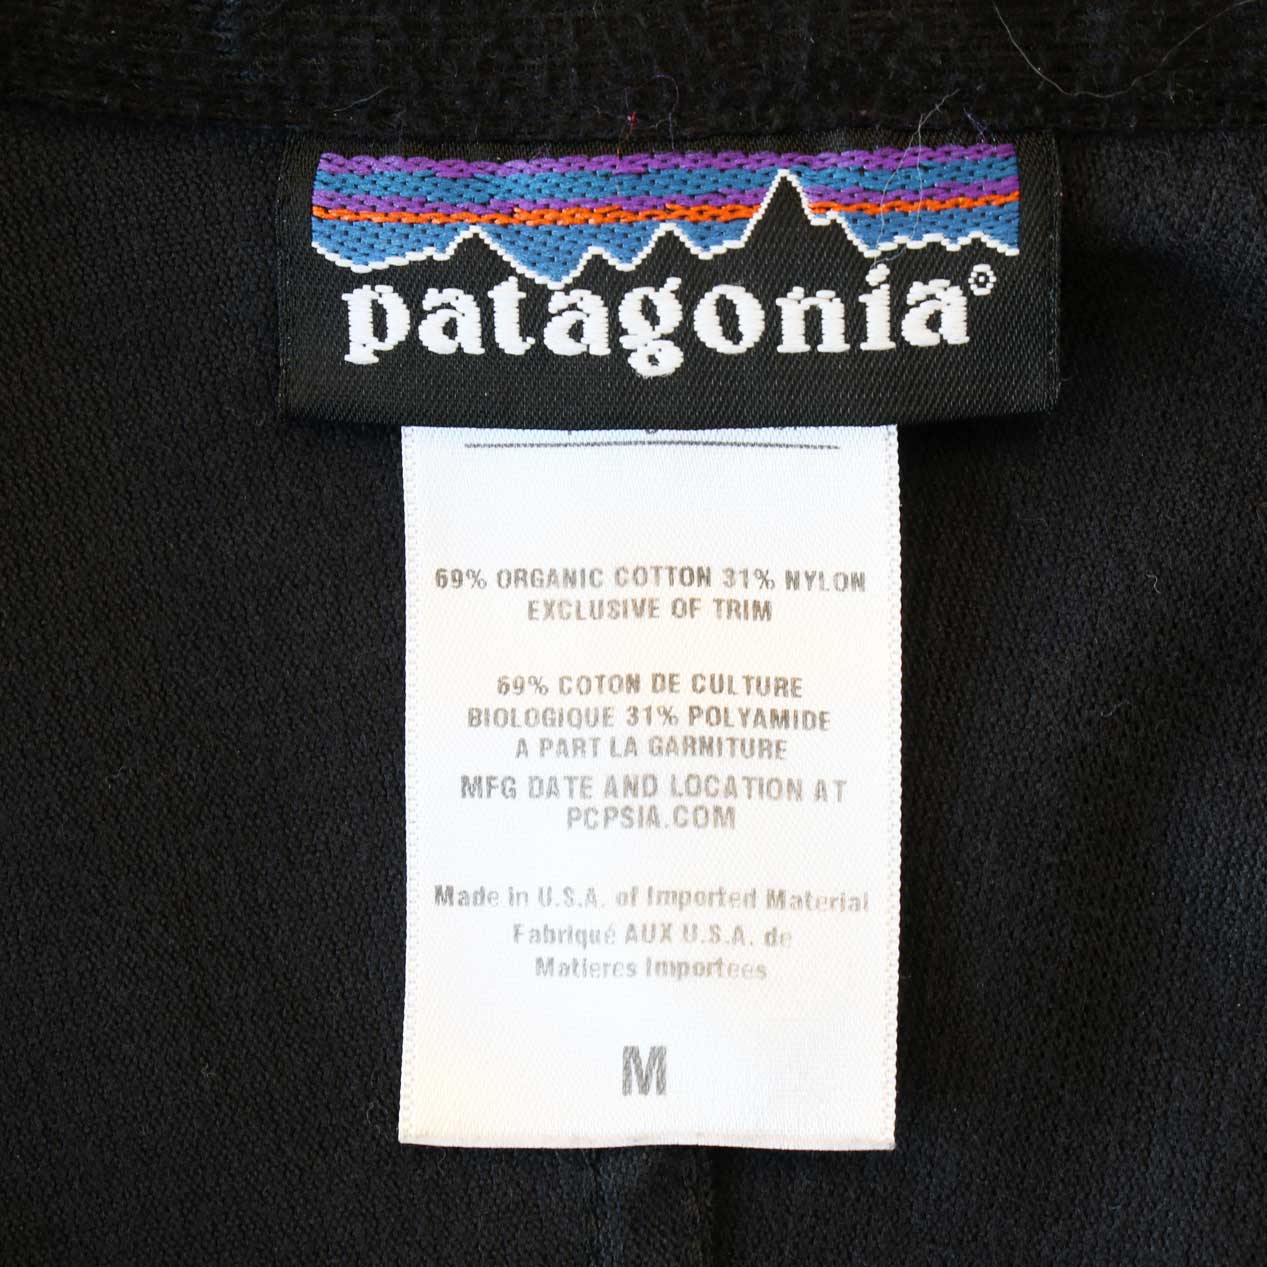 patagonia®
69% ORGANIC COTTON 31% NYLON
EXCLUSIVE OF TRIM
69% COTON DE CULTURE
BIOLOGIQUE 31% POLYAMIDE
A PART LA GARNITURE
MFG DATE AND LOCATION AT
PCPSIA.COM
Made in U.S.A. of Imported Material
Fabriqué AUX U.S.A. de
Matieres Importees
M